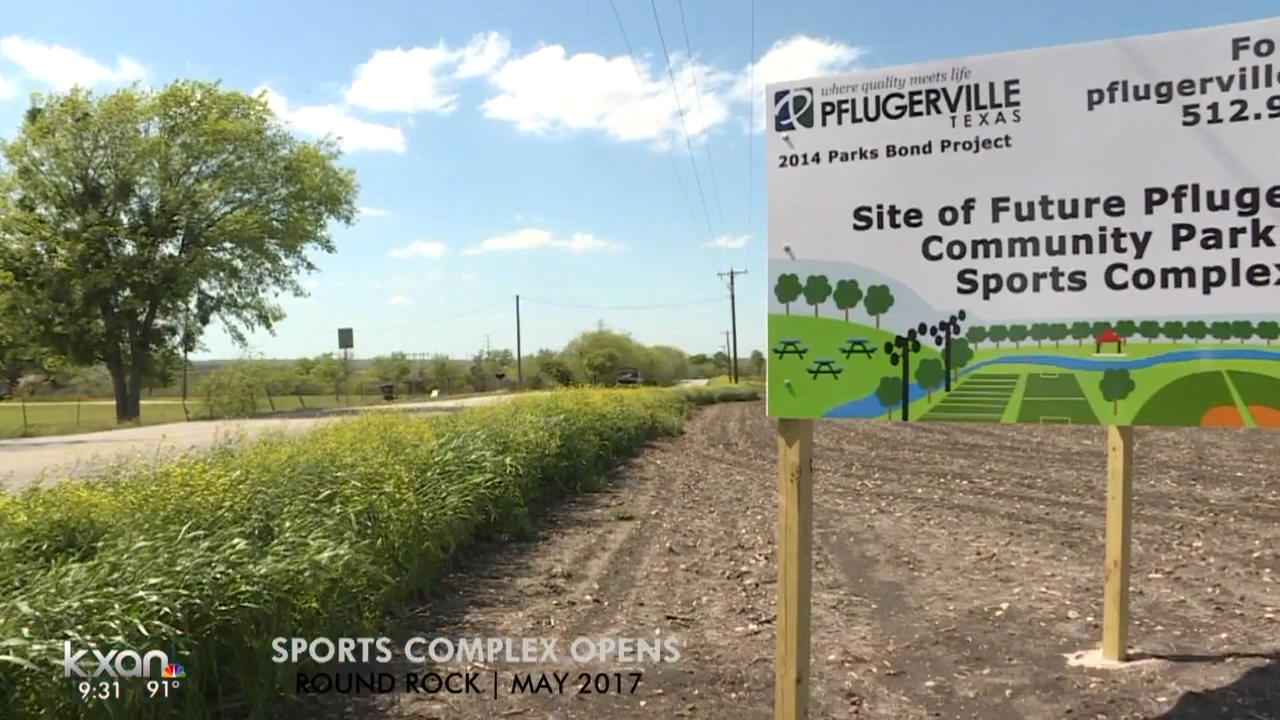 where quality meets life
PFLUGERVILLE
TEXAS
2014 Parks Bond Project
Fo
pflugerville
512.9
Site of Future Pfluge
Community Park
Sports Complex
kxan
9:31 91°
SPORTS COMPLEX OPENS
ROUND ROCK | MAY 2017